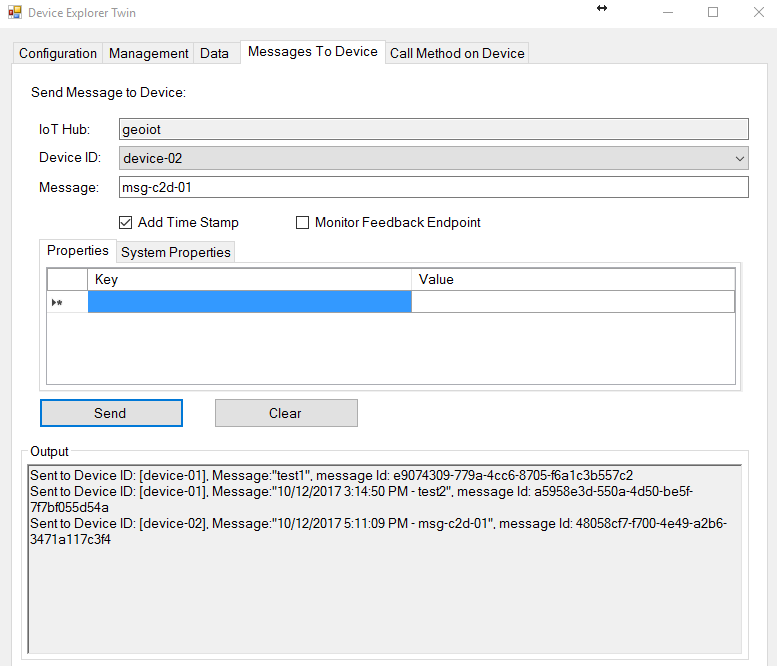 Device Explorer Twin
Configuration Management Data Messages To Device Call Method on Device
Send Message to Device:
IoT Hub: geoiot
Device ID: device-02
Message: msg-c2d-01
Add Time Stamp Monitor Feedback Endpoint
Properties System Properties
Key Value
Send Clear
Output
Sent to Device ID: [device-01], Message:"test1", message Id: e9074309-779a-4cc6-8705-f6a1c3b557c2
Sent to Device ID: [device-01], Message:"10/12/2017 3:14:50 PM - test2", message Id: a5958e3d-550a-4d50-be5f-
7f7bf055d54a
Sent to Device ID: [device-02], Message:"10/12/2017 5:11:09 PM - msg-c2d-01", message Id: 48058cf7-f700-4e49-a2b6-
3471a117c3f4